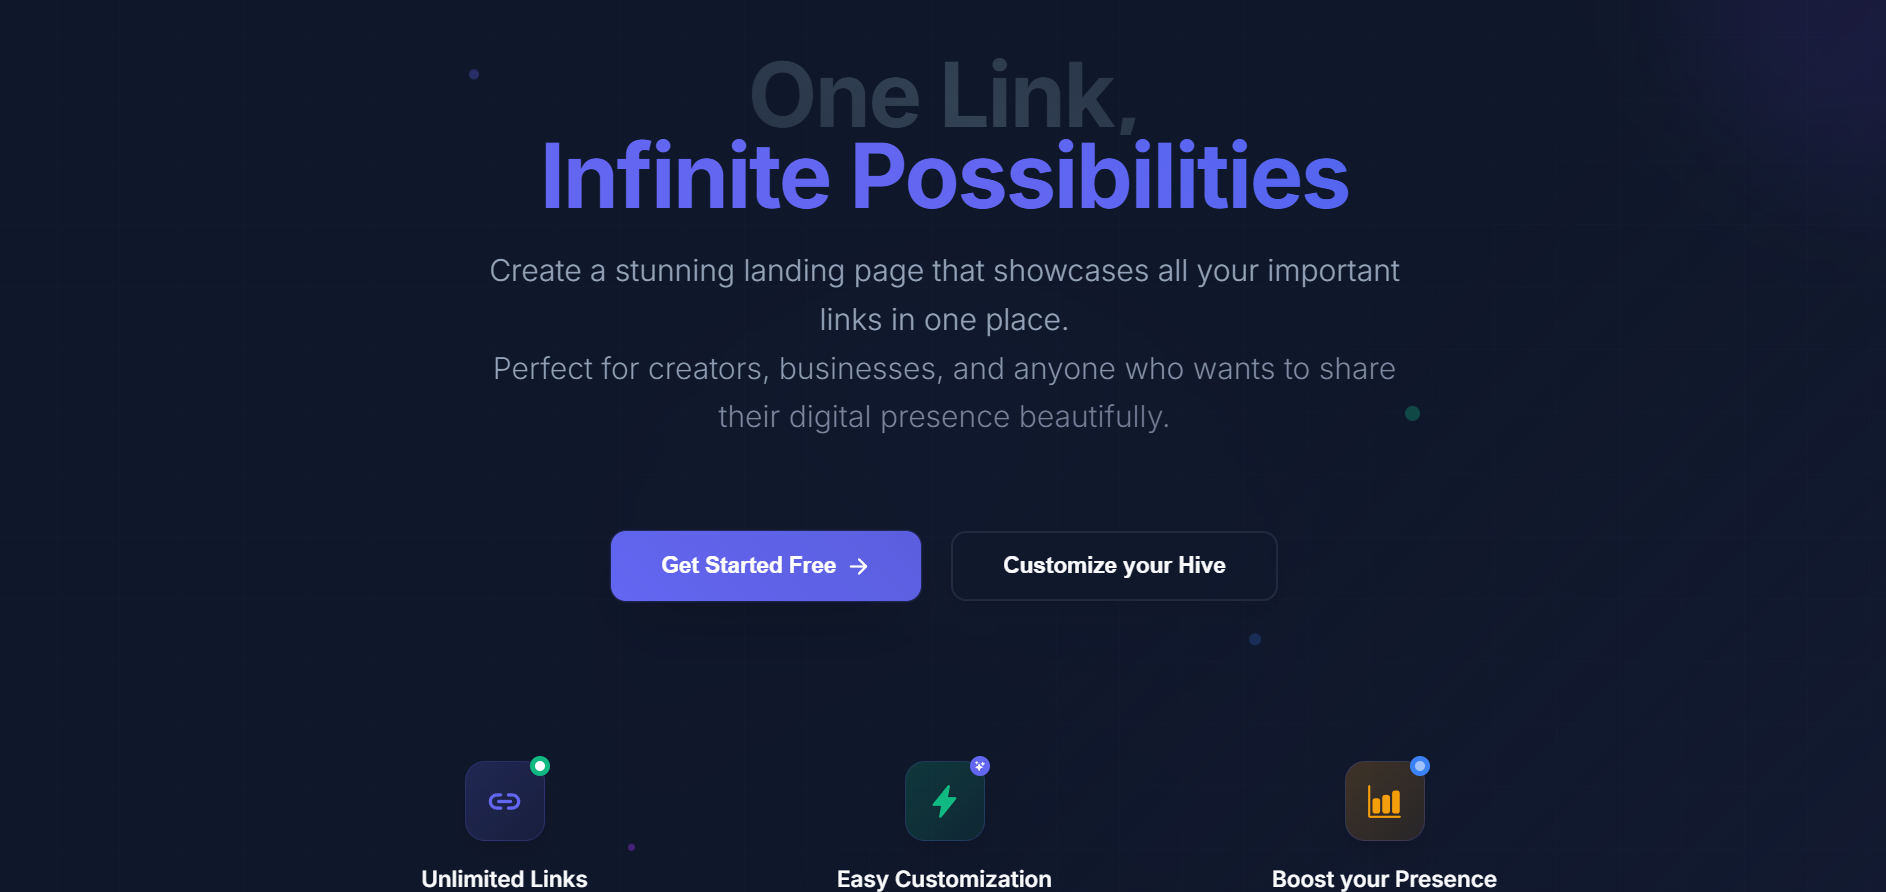 One Link,
Infinite Possibilities
Create a stunning landing page that showcases all your important
links in one place.
Perfect for creators, businesses, and anyone who wants to share
their digital presence beautifully.
Get Started Free →
Customize your Hive
Unlimited Links
Easy Customization
Boost your Presence